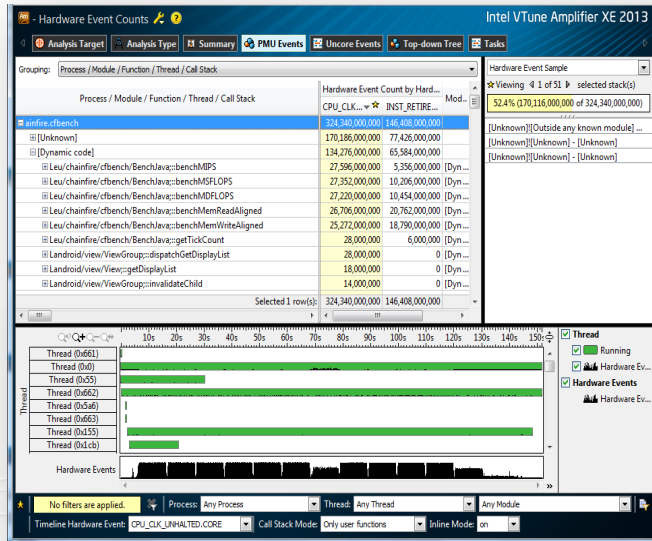 - Hardware Event Counts
Intel VTune Amplifier XE 2013
Analysis Target
Analysis Type
Summary
PMU Events
Uncore Events
Top-down Tree
Tasks
Grouping: Process / Module / Function / Thread / Call Stack
Process / Module / Function / Thread / Call Stack
Hardware Event Count by Hard...
CPU_CLK... INST_RETIRE... Mod...
ainfire.cfbench 324,340,000,000 146,408,000,000
[Unknown] 170,186,000,000 77,426,000,000
[Dynamic code] 134,276,000,000 65,584,000,000
Leu/chainfire/cfbench/BenchJava;::benchMIPS 27,596,000,000 5,356,000,000 [Dyn...
Leu/chainfire/cfbench/BenchJava;::benchMSFLOPS 27,352,000,000 10,206,000,000 [Dyn...
Leu/chainfire/cfbench/BenchJava;::benchMDFLOPS 27,220,000,000 10,454,000,000 [Dyn...
Leu/chainfire/cfbench/BenchJava;::benchMemReadAligned 26,706,000,000 20,762,000,000 [Dyn...
Leu/chainfire/cfbench/BenchJava;::benchMemWriteAligned 25,272,000,000 18,790,000,000 [Dyn...
Leu/chainfire/cfbench/BenchJava;::getTickCount 28,000,000 6,000,000 [Dyn...
Landroid/view/ViewGroup;::dispatchGetDisplayList 28,000,000 0 [Dyn...
Landroid/view/View;::getDisplayList 18,000,000 0 [Dyn...
Landroid/view/ViewGroup;::invalidateChild 14,000,000 0 [Dyn...
Selected 1 row(s): 324,340,000,000 146,408,000,000
Hardware Event Sample
Viewing 1 of 51 selected stack(s)
52.4% (170,116,000,000 of 324,340,000,000)
[Unknown]![Outside any known module] ...
[Unknown]![Unknown] - [Unknown]
[Unknown]![Unknown] - [Unknown]
10s 20s 30s 40s 50s 60s 70s 80s 90s 100s 110s 120s 130s 140s 150s
Thread
Thread (0x661)
Thread (0x0)
Thread (0x55)
Thread (0x662)
Thread (0x5a6)
Thread (0x663)
Thread (0x155)
Thread (0x1cb)
Hardware Events
Thread
Running
Hardware Ev...
Hardware Events
Hardware Ev...
No filters are applied. Process: Any Process Thread: Any Thread Any Module
Timeline Hardware Event: CPU_CLK_UNHALTED.CORE Call Stack Mode: Only user functions Inline Mode: on